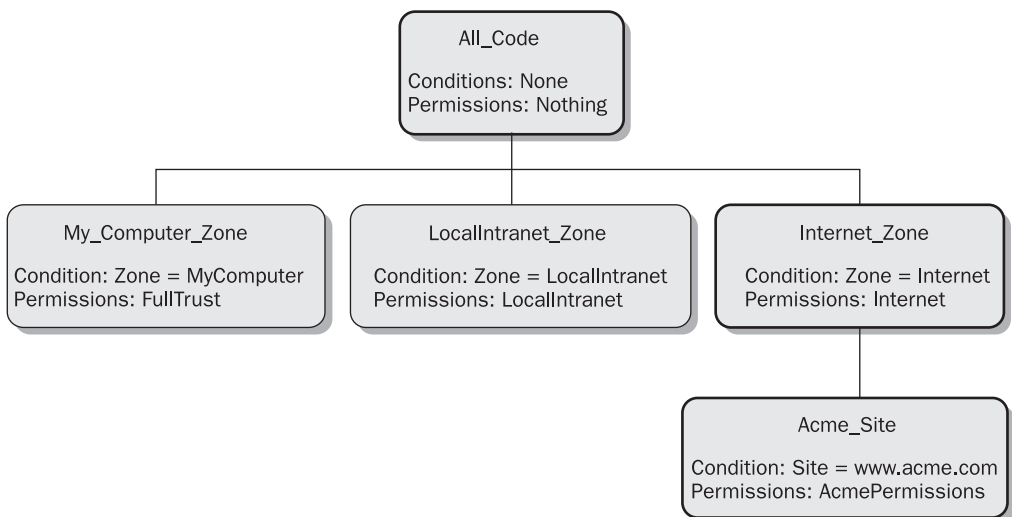 All_Code
Conditions: None
Permissions: Nothing
My_Computer_Zone
Condition: Zone = MyComputer
Permissions: FullTrust
LocalIntranet_Zone
Condition: Zone = LocalIntranet
Permissions: LocalIntranet
Internet_Zone
Condition: Zone = Internet
Permissions: Internet
Acme_Site
Condition: Site = www.acme.com
Permissions: AcmePermissions